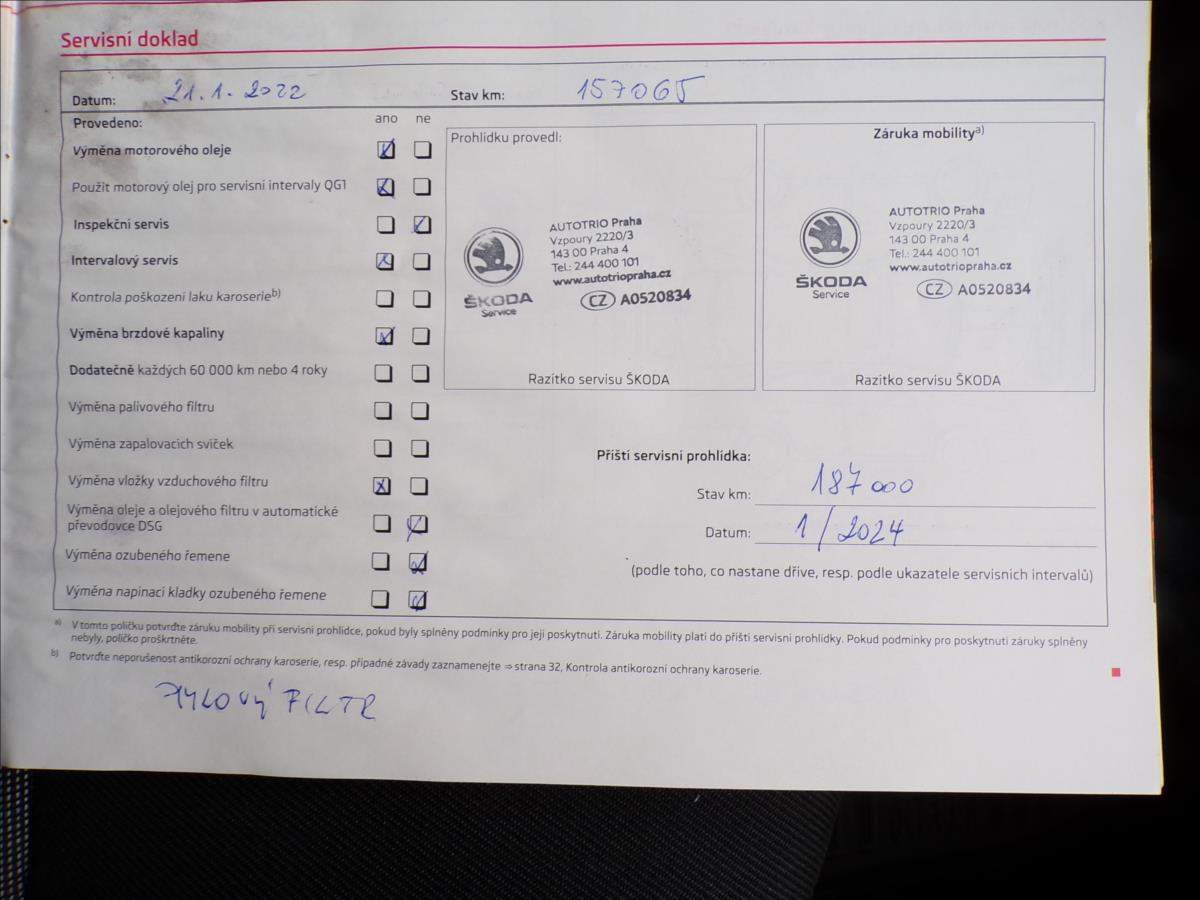 Servisní doklad
Datum: 21.1.2022 Stav km: 157065
Provedeno: ano ne
Výměna motorového oleje
Použit motorový olej pro servisní intervaly QG1
Inspekční servis
Intervalový servis
Kontrola poškození laku karoserieb)
Výměna brzdové kapaliny
Dodatečně každých 60 000 km nebo 4 roky
Výměna palivového filtru
Výměna zapalovacích svíček
Výměna vložky vzduchového filtru
Výměna oleje a olejového filtru v automatické
převodovce DSG
Výměna ozubeného řemene
Výměna napínací kladky ozubeného řemene
Prohlídku provedl:
AUTOTRIO Praha
Vzpoury 2220/3
143 00 Praha 4
Tel.: 244 400 101
www.autotriopraha.cz
ŠKODA
Service
CZ A0520834
Razítko servisu ŠKODA
Záruka mobilitya)
AUTOTRIO Praha
Vzpoury 2220/3
143 00 Praha 4
Tel.: 244 400 101
www.autotriopraha.cz
ŠKODA
Service
CZ A0520834
Razítko servisu ŠKODA
Příští servisní prohlídka:
Stav km: 187 000
Datum: 1/2024
(podle toho, co nastane dříve, resp. podle ukazatele servisních intervalů)
a) V tomto políčku potvrďte záruku mobility při servisní prohlídce, pokud byly splněny podmínky pro její poskytnutí. Záruka mobility platí do příští servisní prohlídky. Pokud podmínky pro poskytnutí záruky splněny
nebyly, políčko proškrtněte.
b) Potvrďte neporušenost antikorozní ochrany karoserie, resp. případné závady zaznamenejte ⇒ strana 32, Kontrola antikorozní ochrany karoserie.
PYLOVÝ FILTR